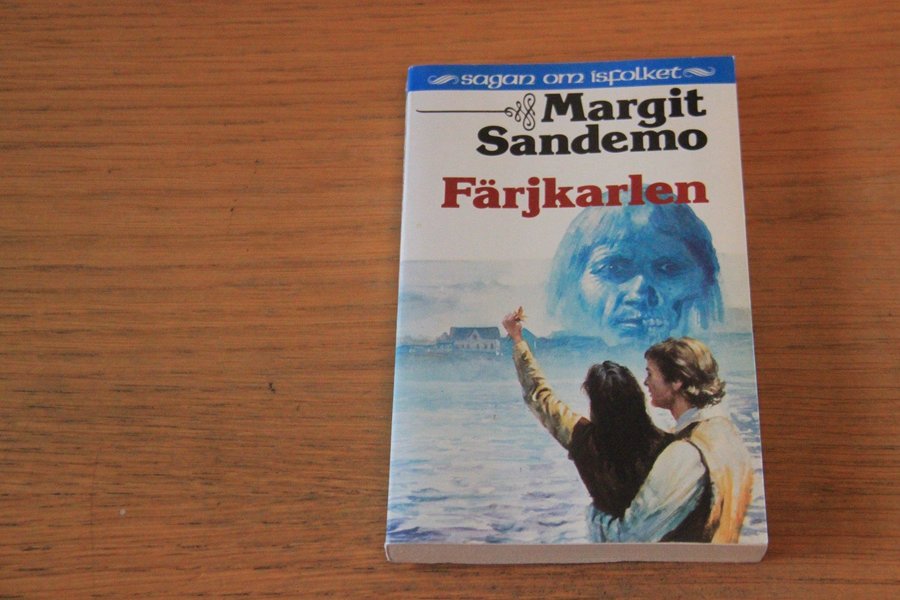 sagan om isfolket
Margit
Sandemo
Färjkarlen